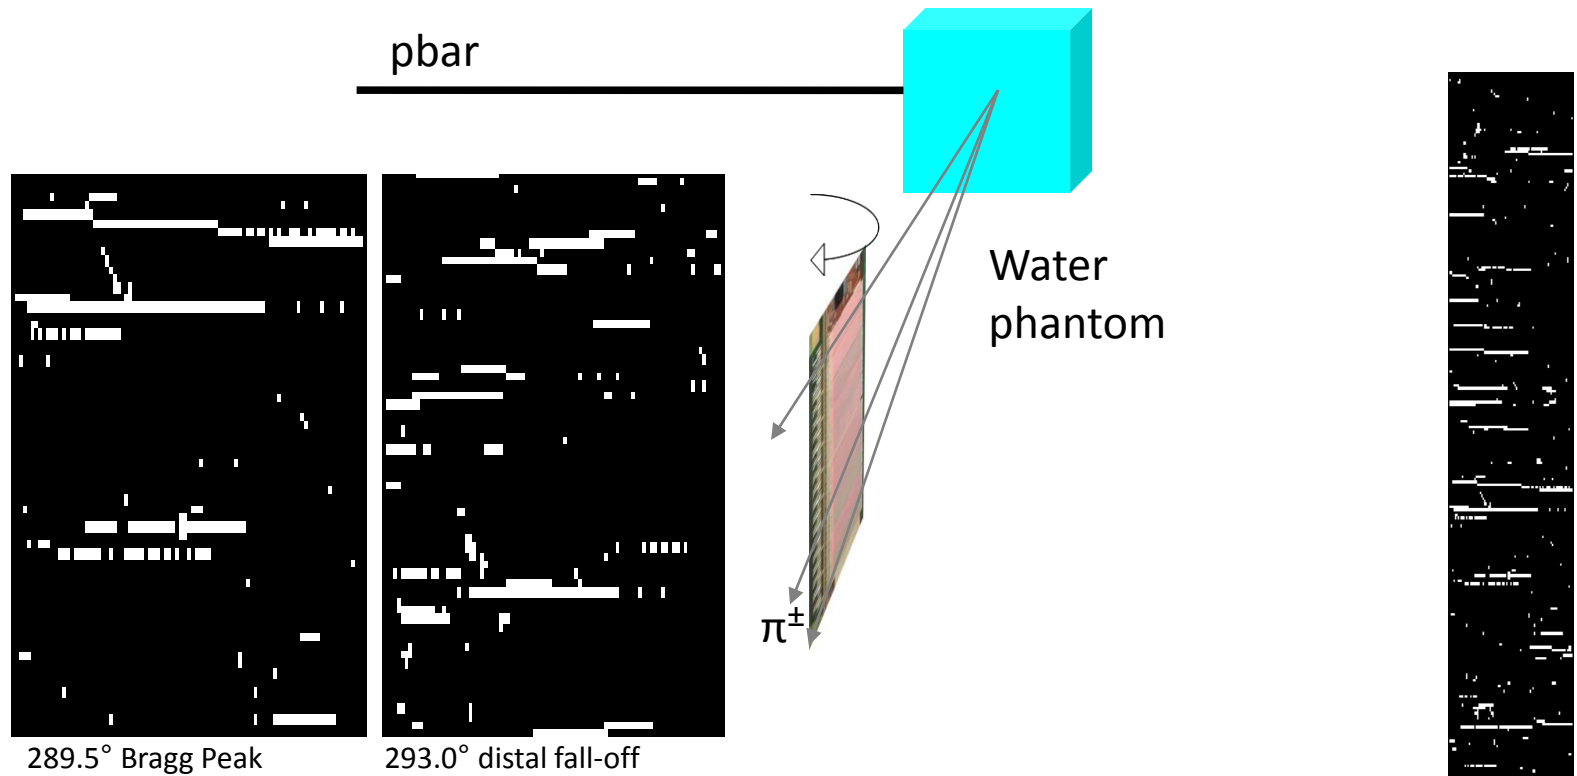 pbar
Water
phantom
π±
289.5° Bragg Peak
293.0° distal fall-off